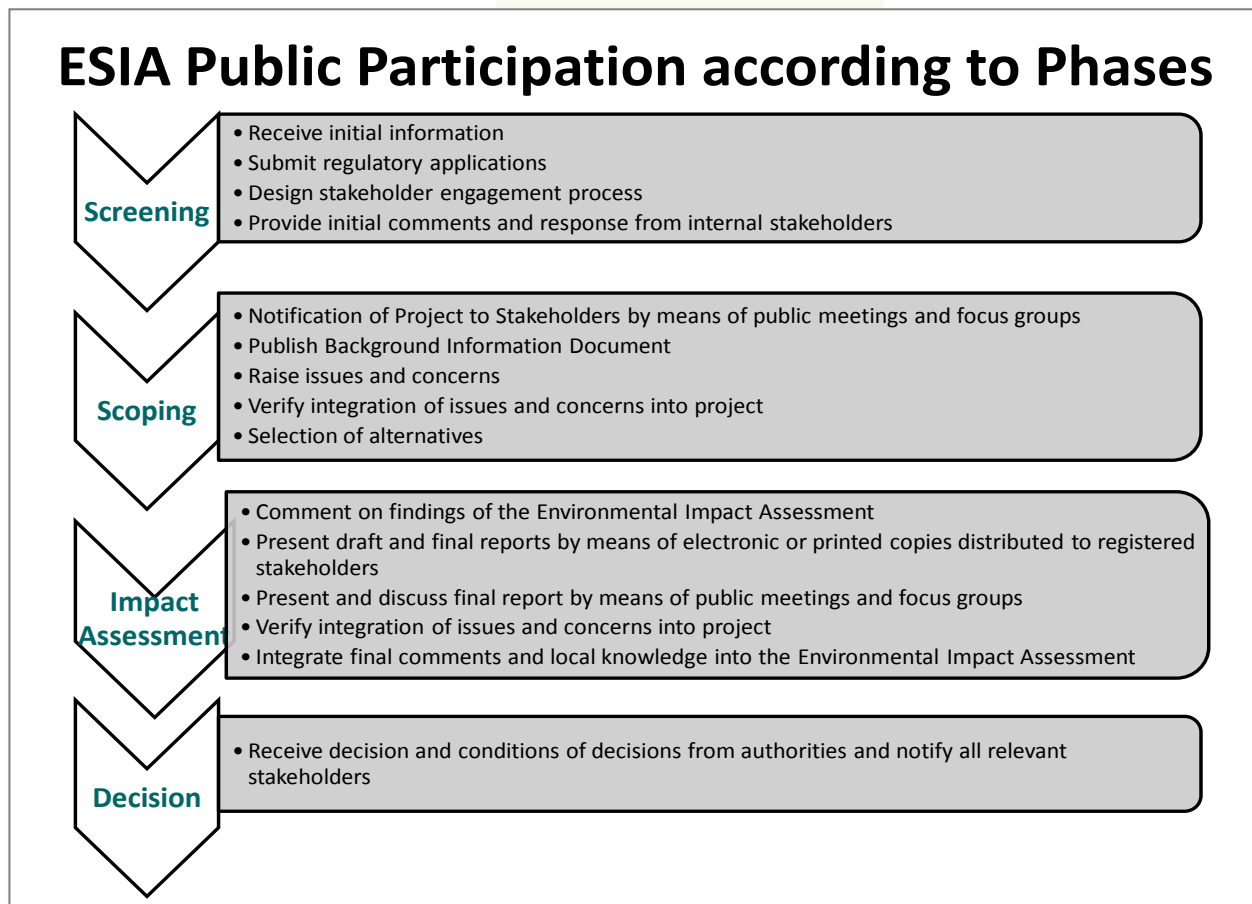 ESIA Public Participation according to Phases
Screening
• Receive initial information
• Submit regulatory applications
• Design stakeholder engagement process
• Provide initial comments and response from internal stakeholders
Scoping
• Notification of Project to Stakeholders by means of public meetings and focus groups
• Publish Background Information Document
• Raise issues and concerns
• Verify integration of issues and concerns into project
• Selection of alternatives
Impact
Assessment
• Comment on findings of the Environmental Impact Assessment
• Present draft and final reports by means of electronic or printed copies distributed to registered
stakeholders
• Present and discuss final report by means of public meetings and focus groups
• Verify integration of issues and concerns into project
• Integrate final comments and local knowledge into the Environmental Impact Assessment
Decision
• Receive decision and conditions of decisions from authorities and notify all relevant
stakeholders